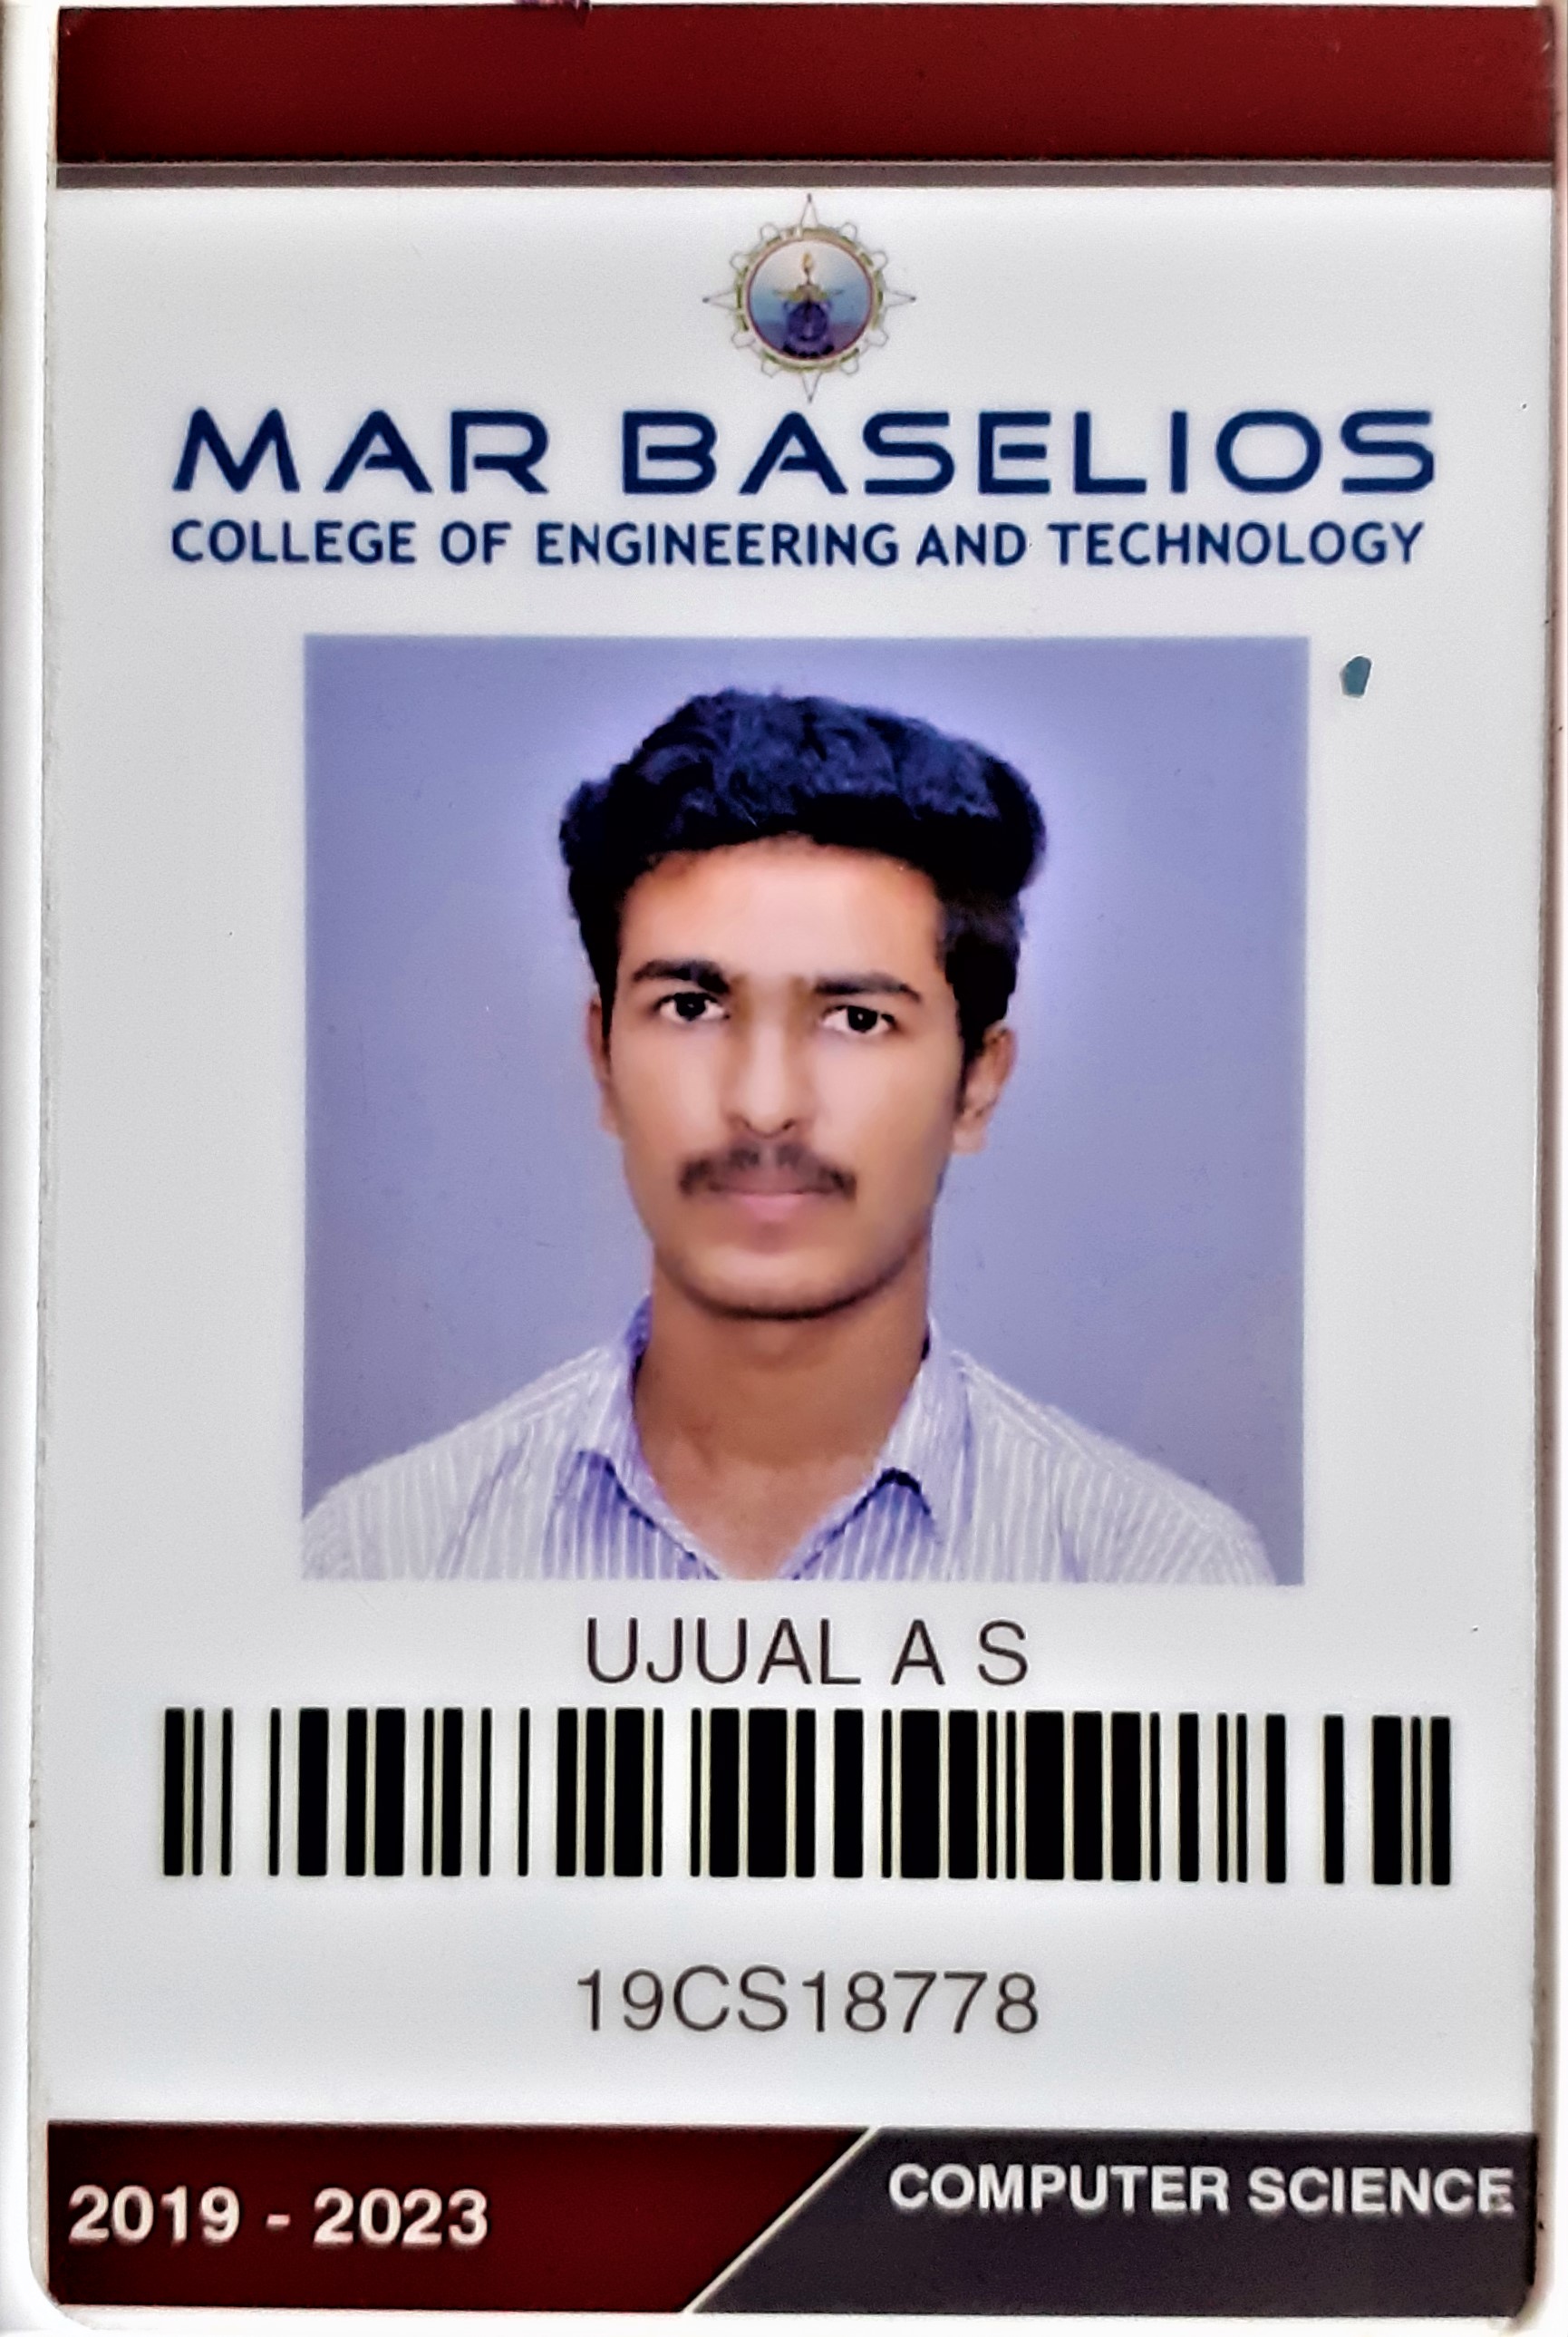 MAR BASELIOS
COLLEGE OF ENGINEERING AND TECHNOLOGY
UJUAL A S
19CS18778
2019 - 2023
COMPUTER SCIENCE